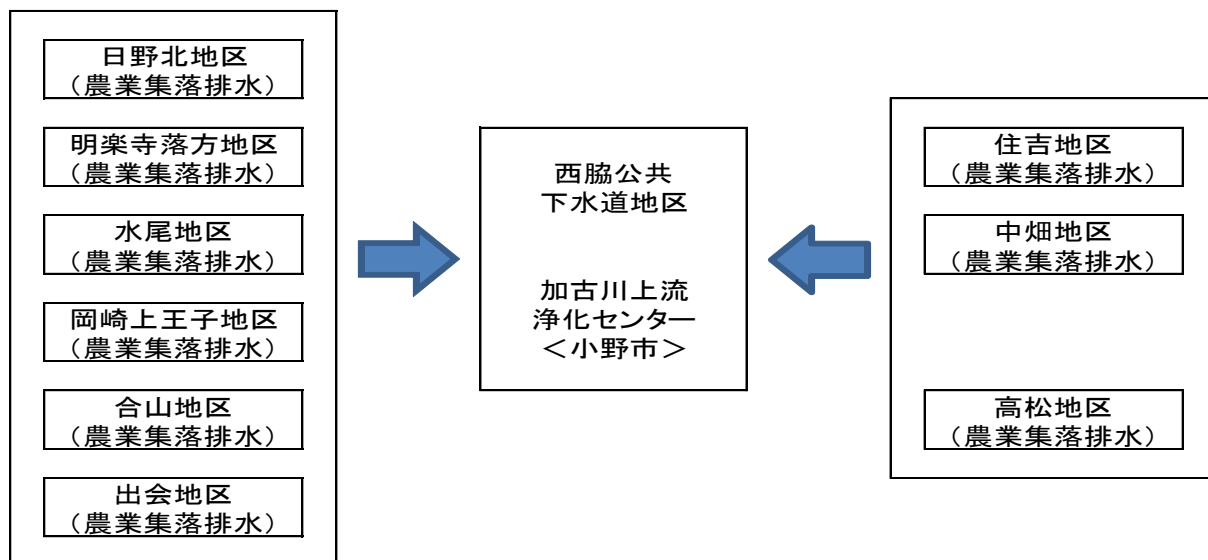 日野北地区
（農業集落排水）
明楽寺落方地区
（農業集落排水）
水尾地区
（農業集落排水）
岡崎上王子地区
（農業集落排水）
合山地区
（農業集落排水）
出会地区
（農業集落排水）
西脇公共
下水道地区
加古川上流
浄化センター
＜小野市＞
住吉地区
（農業集落排水）
中畑地区
（農業集落排水）
高松地区
（農業集落排水）